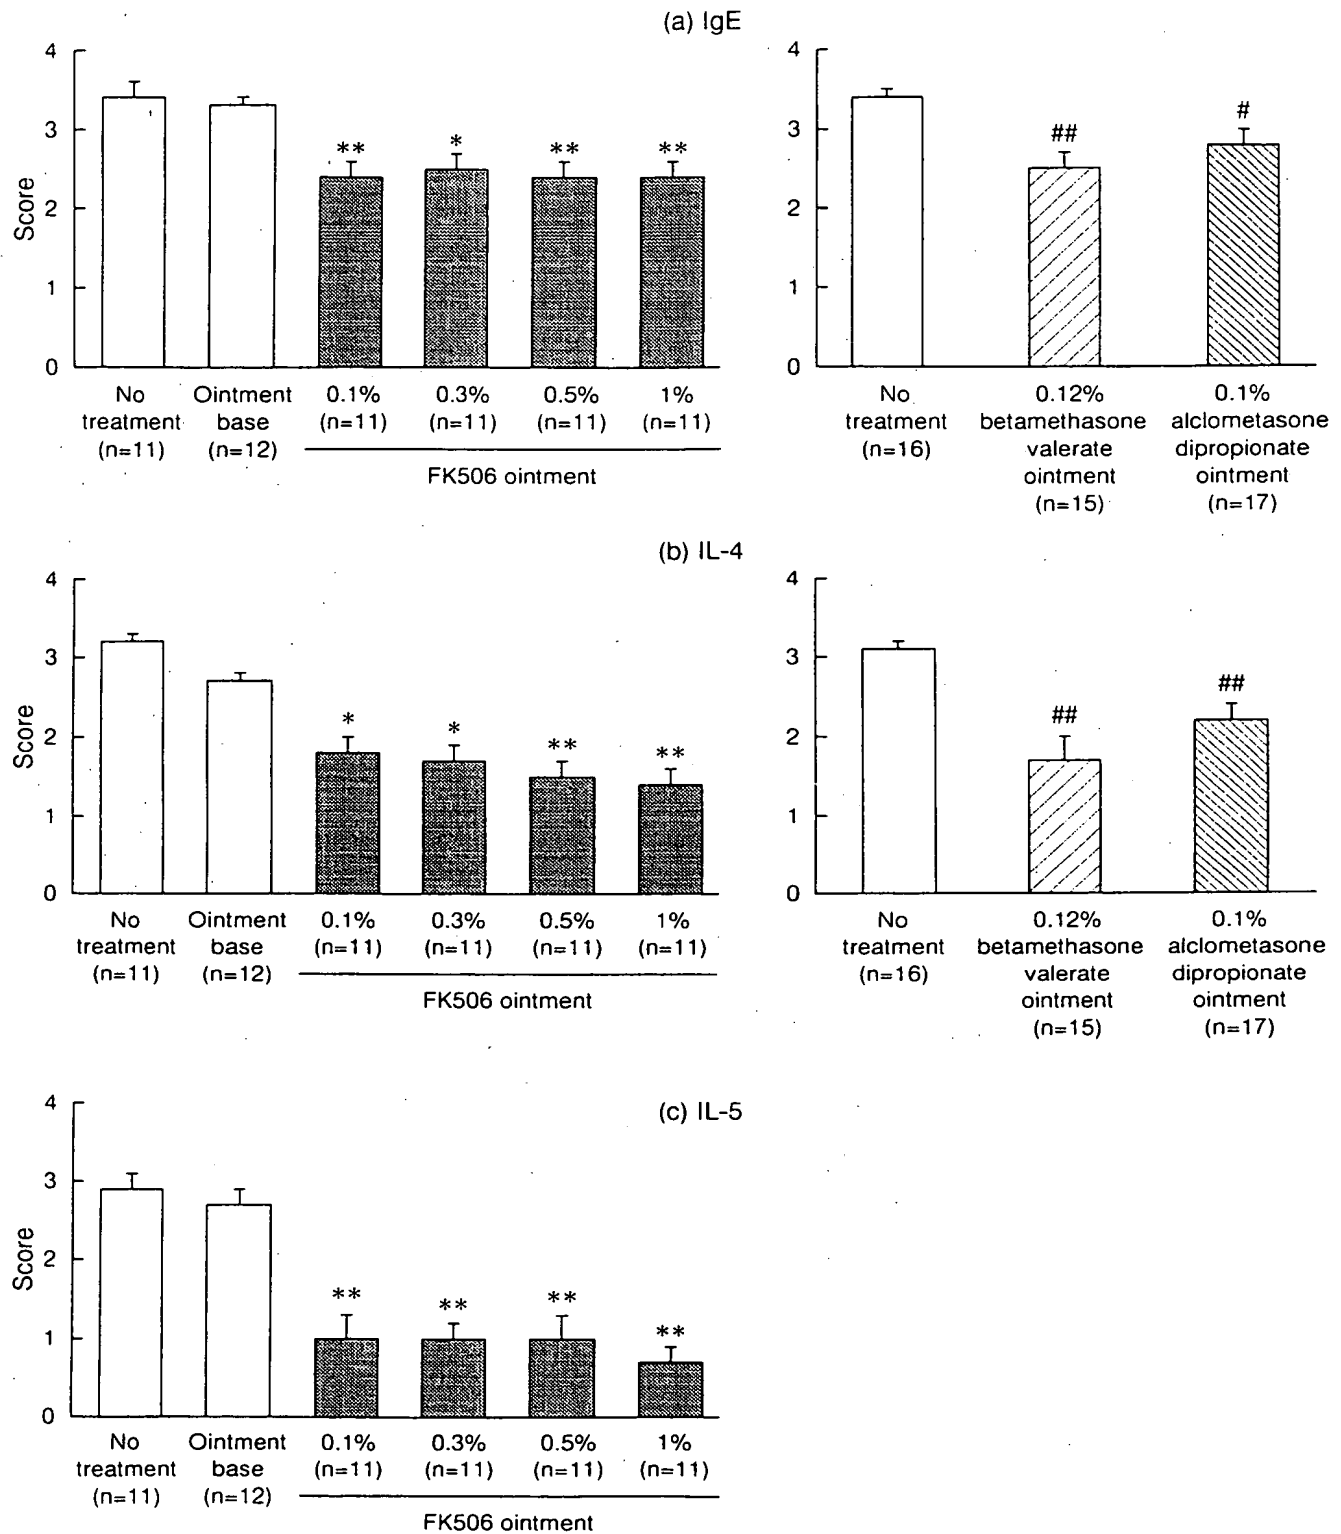 (a) IgE
Score
4
3
2
1
0
** * ** **
No treatment (n=11)
Ointment base (n=12)
0.1% (n=11)
0.3% (n=11)
0.5% (n=11)
1% (n=11)
FK506 ointment
4
3
2
1
0
## #
No treatment (n=16)
0.12% betamethasone valerate ointment (n=15)
0.1% alclometasone dipropionate ointment (n=17)
(b) IL-4
Score
4
3
2
1
0
* * ** **
No treatment (n=11)
Ointment base (n=12)
0.1% (n=11)
0.3% (n=11)
0.5% (n=11)
1% (n=11)
FK506 ointment
4
3
2
1
0
## ##
No treatment (n=16)
0.12% betamethasone valerate ointment (n=15)
0.1% alclometasone dipropionate ointment (n=17)
(c) IL-5
Score
4
3
2
1
0
** ** ** **
No treatment (n=11)
Ointment base (n=12)
0.1% (n=11)
0.3% (n=11)
0.5% (n=11)
1% (n=11)
FK506 ointment